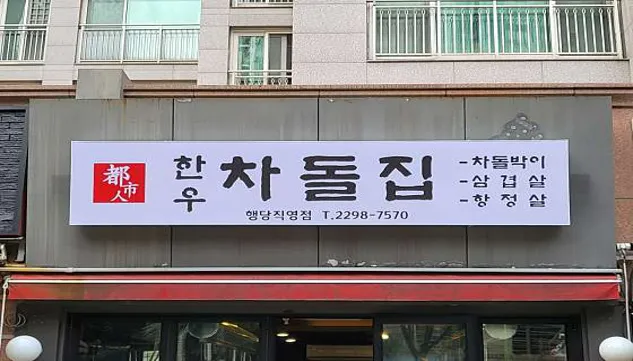 都市人
한우
차돌집
-차돌박이
-삼겹살
-항정살
행당직영점 T.2298-7570